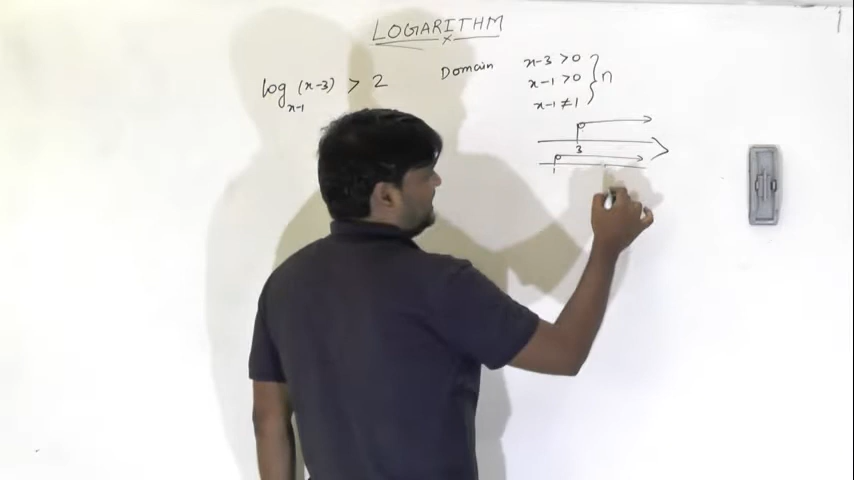 LOGARITHM
x
log x-1 (x-3) > 2
Domain
x-3 > 0
x-1 > 0
x-1 ≠ 1
} ∩
3
1